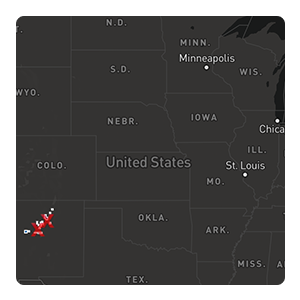 N.D.
MINN.
Minneapolis
S.D.
WIS.
WYO.
IOWA
NEBR.
Chica
ILL.
COLO.
United States
St. Louis
MO.
OKLA.
ARK.
MISS.
A
TEX.